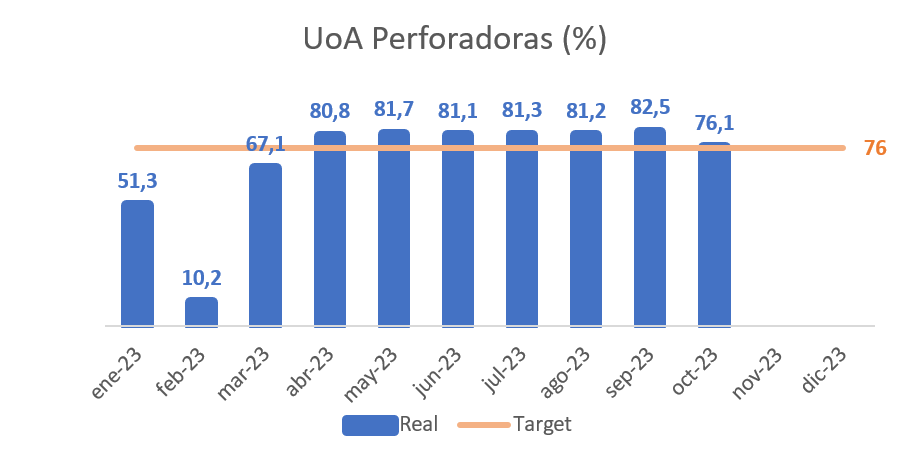 UoA Perforadoras (%)
51,3
10,2
67,1
80,8
81,7
81,1
81,3
81,2
82,5
76,1
76
ene-23
feb-23
mar-23
abr-23
may-23
jun-23
jul-23
ago-23
sep-23
oct-23
nov-23
dic-23
Real
Target